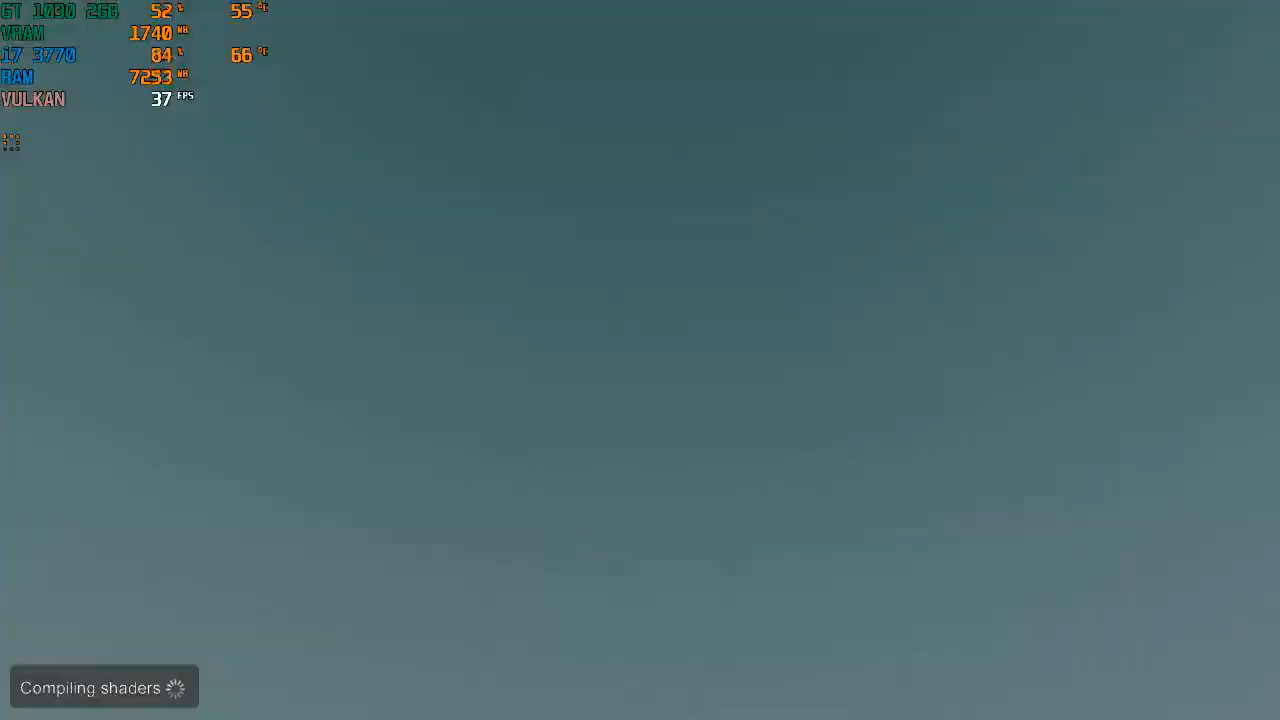 GT 1030 2GB 52 % 55 °C
VRAM 1740 MB
i7 3770 84 % 66 °C
RAM 7253 MB
VULKAN 37 FPS
Compiling shaders